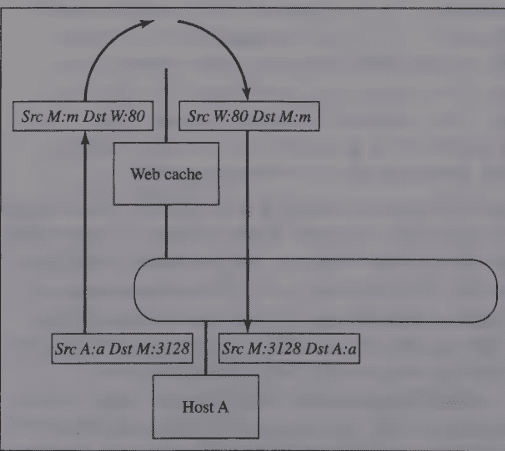 Src M:m Dst W:80
Src W:80 Dst M:m
Web cache
Src A:a Dst M:3128
Src M:3128 Dst A:a
Host A